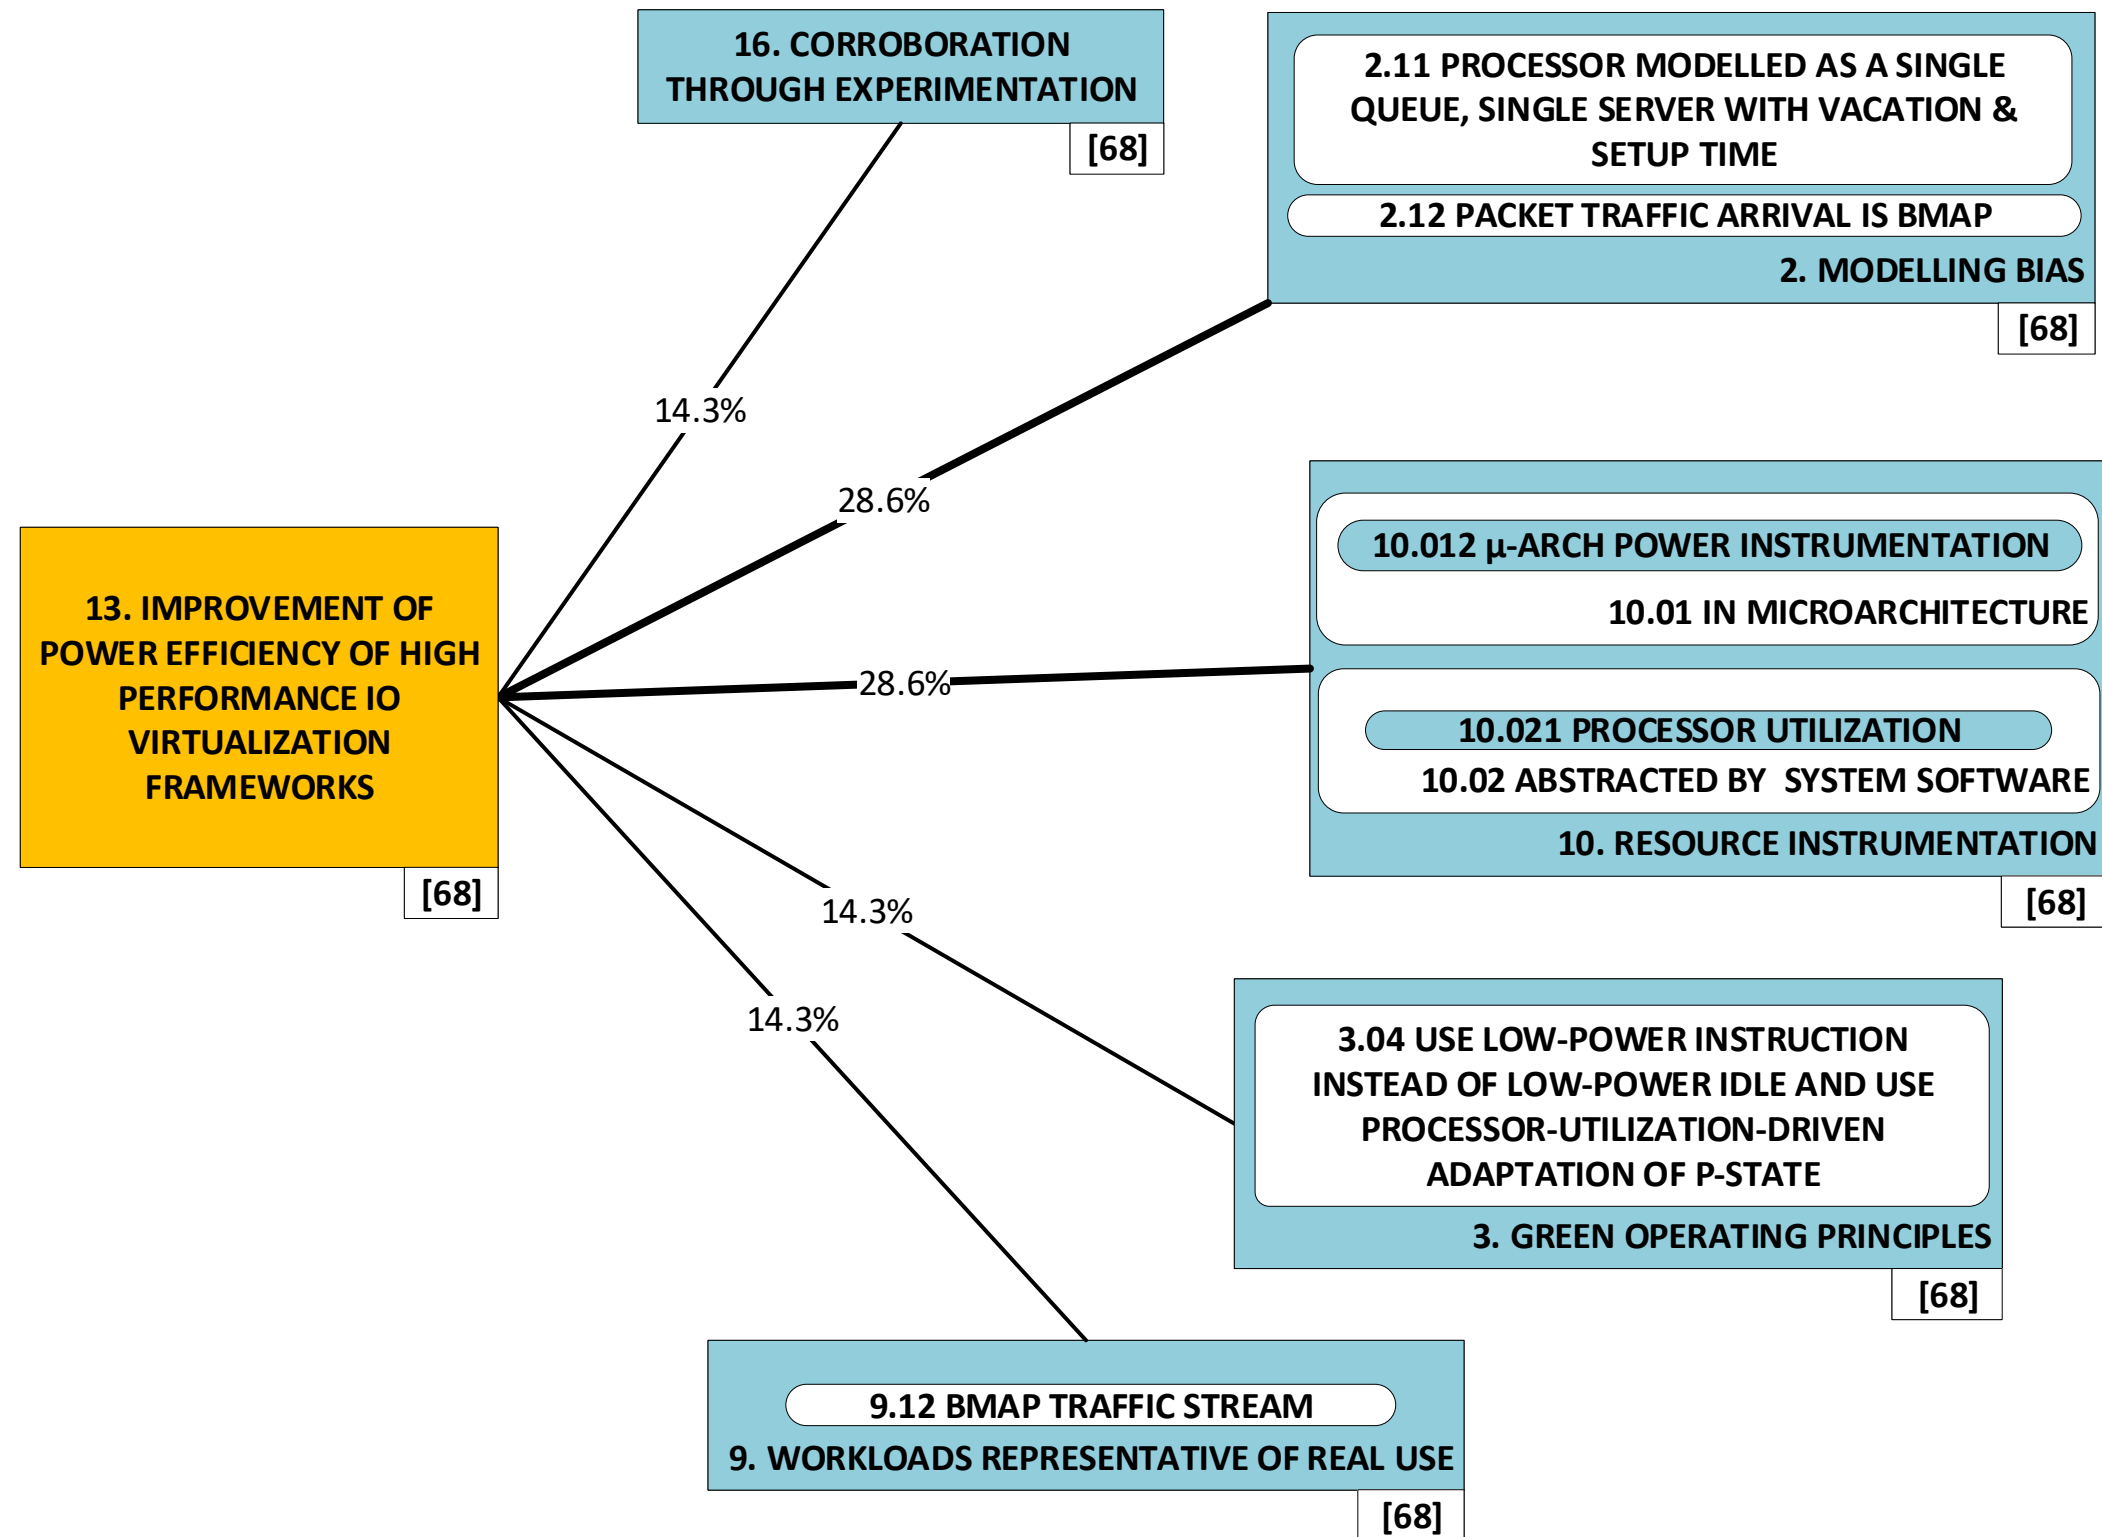 16. CORROBORATION
THROUGH EXPERIMENTATION
[68]
2.11 PROCESSOR MODELLED AS A SINGLE
QUEUE, SINGLE SERVER WITH VACATION &
SETUP TIME
2.12 PACKET TRAFFIC ARRIVAL IS BMAP
2. MODELLING BIAS
[68]
14.3%
28.6%
28.6%
14.3%
14.3%
13. IMPROVEMENT OF
POWER EFFICIENCY OF HIGH
PERFORMANCE IO
VIRTUALIZATION
FRAMEWORKS
[68]
10.012 µ-ARCH POWER INSTRUMENTATION
10.01 IN MICROARCHITECTURE
10.021 PROCESSOR UTILIZATION
10.02 ABSTRACTED BY SYSTEM SOFTWARE
10. RESOURCE INSTRUMENTATION
[68]
3.04 USE LOW-POWER INSTRUCTION
INSTEAD OF LOW-POWER IDLE AND USE
PROCESSOR-UTILIZATION-DRIVEN
ADAPTATION OF P-STATE
3. GREEN OPERATING PRINCIPLES
[68]
9.12 BMAP TRAFFIC STREAM
9. WORKLOADS REPRESENTATIVE OF REAL USE
[68]